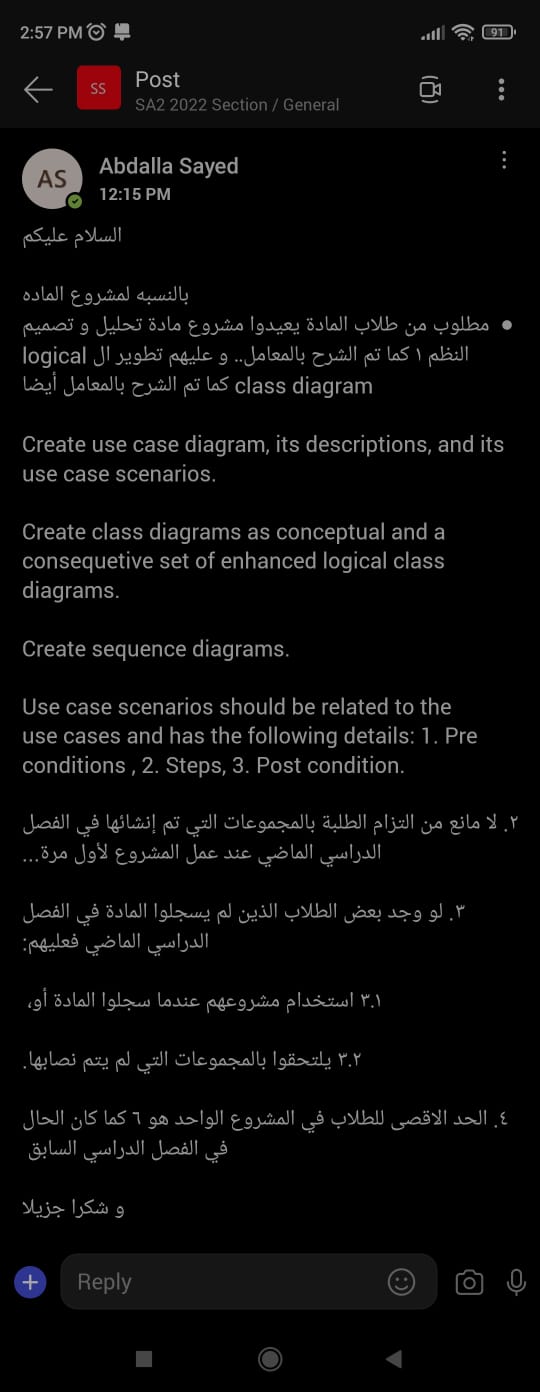 2:57 PM
91
SS
Post
SA2 2022 Section / General
AS
Abdalla Sayed
12:15 PM
السلام عليكم
بالنسبه لمشروع الماده
● مطلوب من طلاب المادة يعيدوا مشروع مادة تحليل و تصميم
النظم ١ كما تم الشرح بالمعامل.. و عليهم تطوير ال logical
class diagram كما تم الشرح بالمعامل أيضا
Create use case diagram, its descriptions, and its
use case scenarios.
Create class diagrams as conceptual and a
consequetive set of enhanced logical class
diagrams.
Create sequence diagrams.
Use case scenarios should be related to the
use cases and has the following details: 1. Pre
conditions , 2. Steps, 3. Post condition.
٢. لا مانع من التزام الطلبة بالمجموعات التي تم إنشائها في الفصل
الدراسي الماضي عند عمل المشروع لأول مرة...
٣. لو وجد بعض الطلاب الذين لم يسجلوا المادة في الفصل
الدراسي الماضي فعليهم:
٣.١ استخدام مشروعهم عندما سجلوا المادة أو،
٣.٢ يلتحقوا بالمجموعات التي لم يتم نصابها.
٤. الحد الاقصى للطلاب في المشروع الواحد هو ٦ كما كان الحال
في الفصل الدراسي السابق
و شكرا جزيلا
Reply